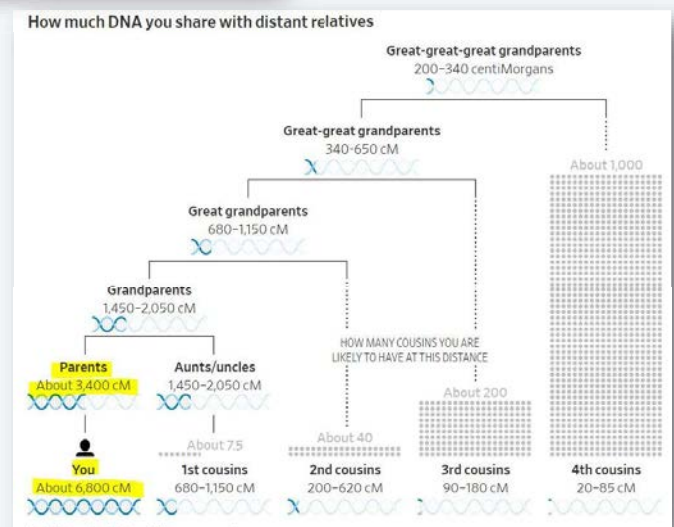 How much DNA you share with distant relatives
Great-great-great grandparents
200-340 centiMorgans
Great-great grandparents
340-650 cM
About 1,000
Great grandparents
680-1,150 cM
Grandparents
1,450-2,050 cM
HOW MANY COUSINS YOU ARE
LIKELY TO HAVE AT THIS DISTANCE
Parents
About 3,400 cM
Aunts/uncles
1,450-2,050 cM
About 7.5
About 40
About 200
You
About 6,800 cM
1st cousins
680-1,150 cM
2nd cousins
200-620 cM
3rd cousins
90-180 cM
4th cousins
20-85 cM